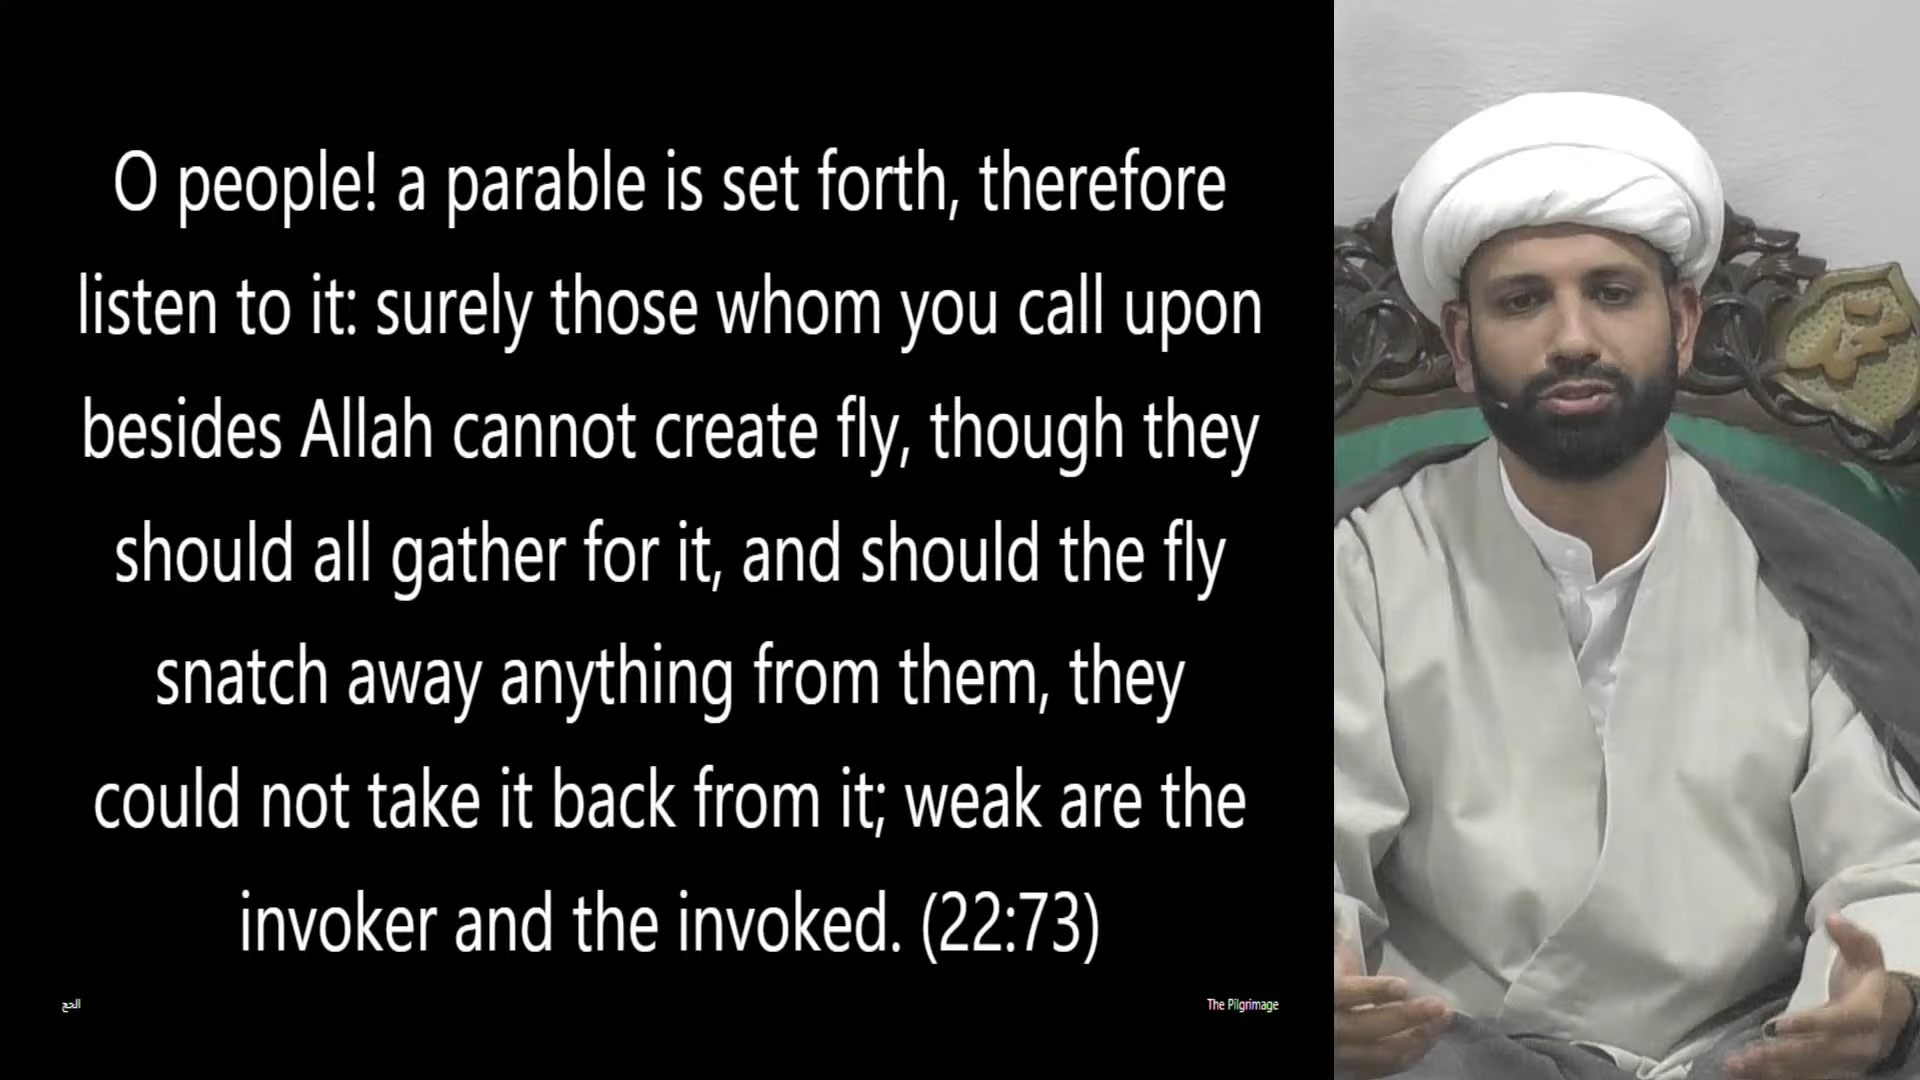 O people! a parable is set forth, therefore
listen to it: surely those whom you call upon
besides Allah cannot create fly, though they
should all gather for it, and should the fly
snatch away anything from them, they
could not take it back from it; weak are the
invoker and the invoked. (22:73)
الحج
The Pilgrimage